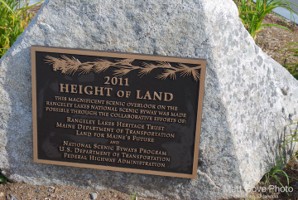 2011
HEIGHT OF LAND
THIS MAGNIFICENT SCENIC OVERLOOK ON THE
RANGELEY LAKES NATIONAL SCENIC BYWAY WAS MADE
POSSIBLE THROUGH THE COLLABORATIVE EFFORTS OF:
RANGELEY LAKES HERITAGE TRUST
MAINE DEPARTMENT OF TRANSPORTATION
LAND FOR MAINE'S FUTURE
AND
NATIONAL SCENIC BYWAYS PROGRAM
U.S. DEPARTMENT OF TRANSPORTATION
FEDERAL HIGHWAY ADMINISTRATION
Photo